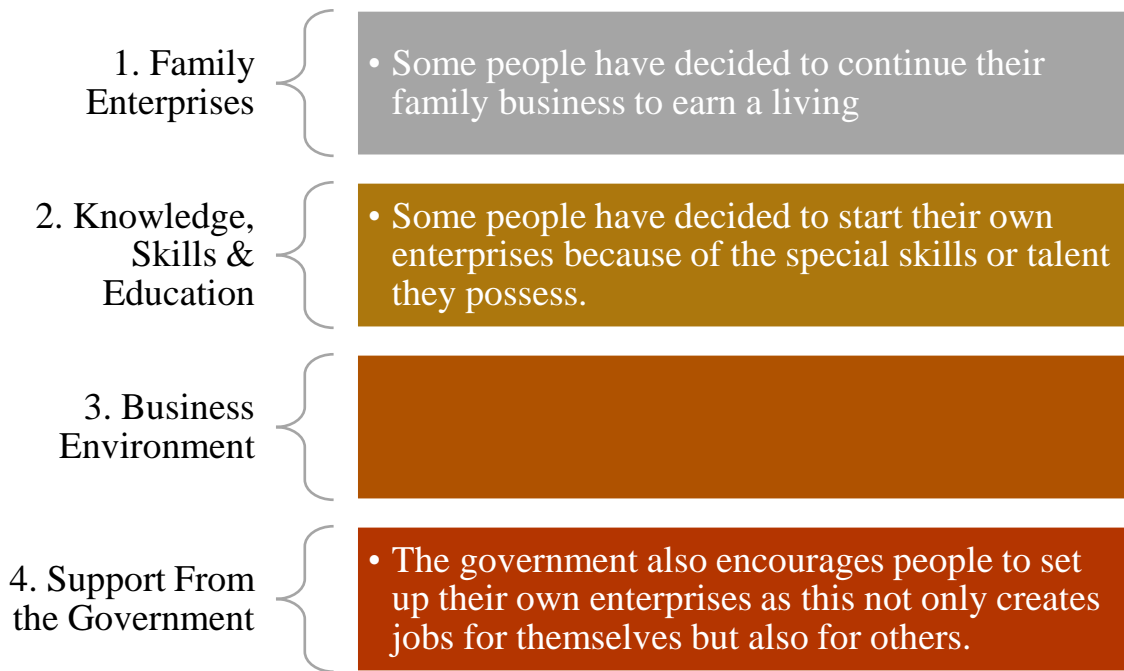 1. Family
Enterprises
• Some people have decided to continue their
family business to earn a living
2. Knowledge,
Skills &
Education
• Some people have decided to start their own
enterprises because of the special skills or talent
they possess.
3. Business
Environment
4. Support From
the Government
• The government also encourages people to set
up their own enterprises as this not only creates
jobs for themselves but also for others.